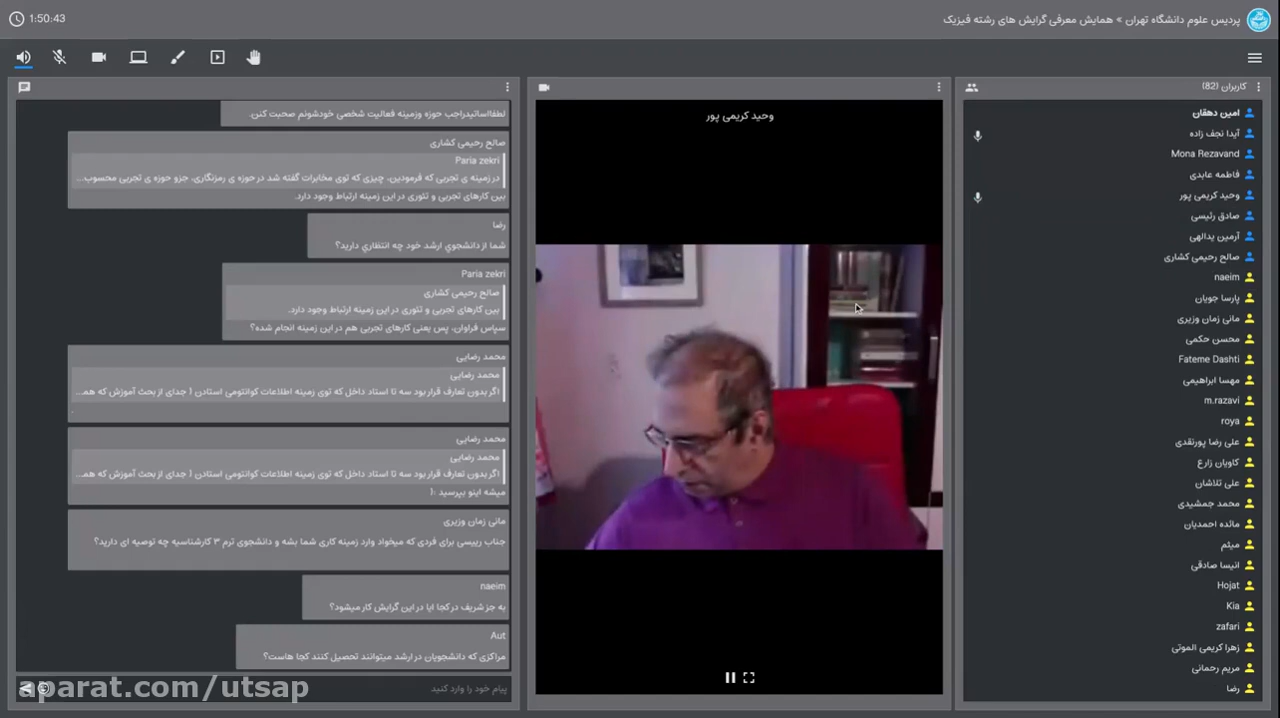 1:50:43
پردیس علوم دانشگاه تهران » همایش معرفی گرایش های رشته فیزیک
لطفااساتیدراجب حوزه وزمینه فعالیت شخصی خودشونم صحبت کنن.
صالح رحیمی کشاری
Paria zekri
در زمینه ی تجربی که فرمودین، چیزی که توی مخابرات گفته شد در حوزه ی رمزنگاری، جزو حوزه ی تجربی محسوب...
بین کارهای تجربی و تئوری در این زمینه ارتباط وجود دارد.
رضا
شما از دانشجوي ارشد خود چه انتظاري داريد؟
Paria zekri
صالح رحیمی کشاری
بین کارهای تجربی و تئوری در این زمینه ارتباط وجود دارد.
سپاس فراوان، پس یعنی کارهای تجربی هم در این زمینه انجام شده؟
محمد رضایی
محمد رضایی
اگر بدون تعارف قرار بود سه تا استاد داخل که توی زمینه اطلاعات کوانتومی استادن ( جدای از بحث آموزش که همـ...
.
محمد رضایی
محمد رضایی
اگر بدون تعارف قرار بود سه تا استاد داخل که توی زمینه اطلاعات کوانتومی استادن ( جدای از بحث آموزش که همـ...
میشه اینو بپرسید :(
مانی زمان وزیری
جناب رییسی برای فردی که میخواد وارد زمینه کاری شما بشه و دانشجوی ترم ۳ کارشناسیه چه توصیه ای دارید؟
naeim
به جز شریف در کجا ایا در این گرایش کار میشود؟
Aut
مراکزی که دانشجویان در ارشد میتوانند تحصیل کنند کجا هاست؟
پیام خود را وارد کنید.
aparat.com/utsap
وحید کریمی پور
کاربران (82)
امین دهقان
آیدا نجف زاده
Mona Rezavand
فاطمه عابدی
وحید کریمی پور
صادق رئیسی
آرمین یدالهی
صالح رحیمی کشاری
naeim
پارسا جویان
مانی زمان وزیری
محسن حکمی
Fateme Dashti
مهسا ابراهیمی
m.razavi
roya
علی رضا پورنقدی
کاویان زارع
علی تلاشان
محمد جمشیدی
مائده احمدیان
میثم
انیسا صادقی
Hojat
Kia
zafari
زهرا کریمی الموتی
مریم رحمانی
رضا